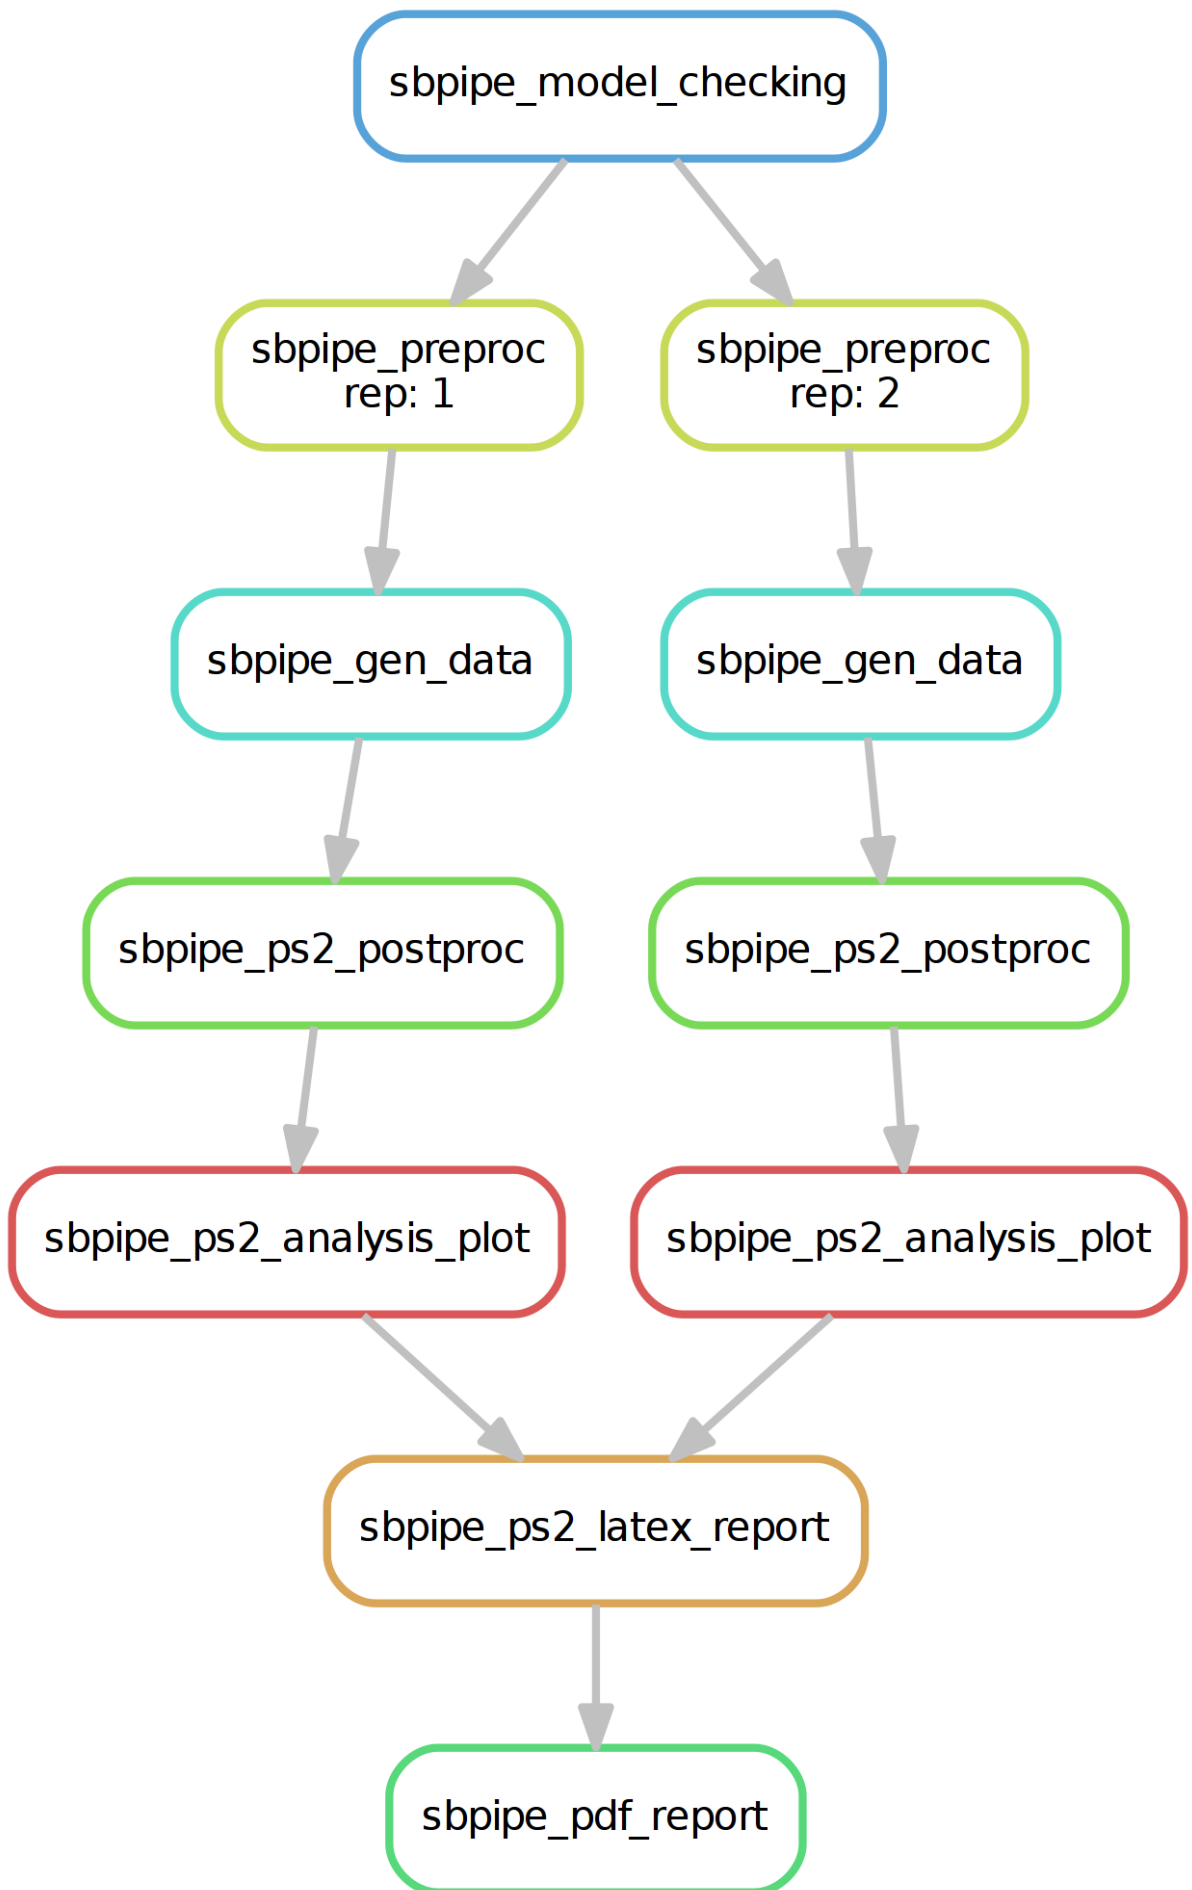 sbpipe_model_checking
sbpipe_preproc
rep: 1
sbpipe_preproc
rep: 2
sbpipe_gen_data
sbpipe_gen_data
sbpipe_ps2_postproc
sbpipe_ps2_postproc
sbpipe_ps2_analysis_plot
sbpipe_ps2_analysis_plot
sbpipe_ps2_latex_report
sbpipe_pdf_report